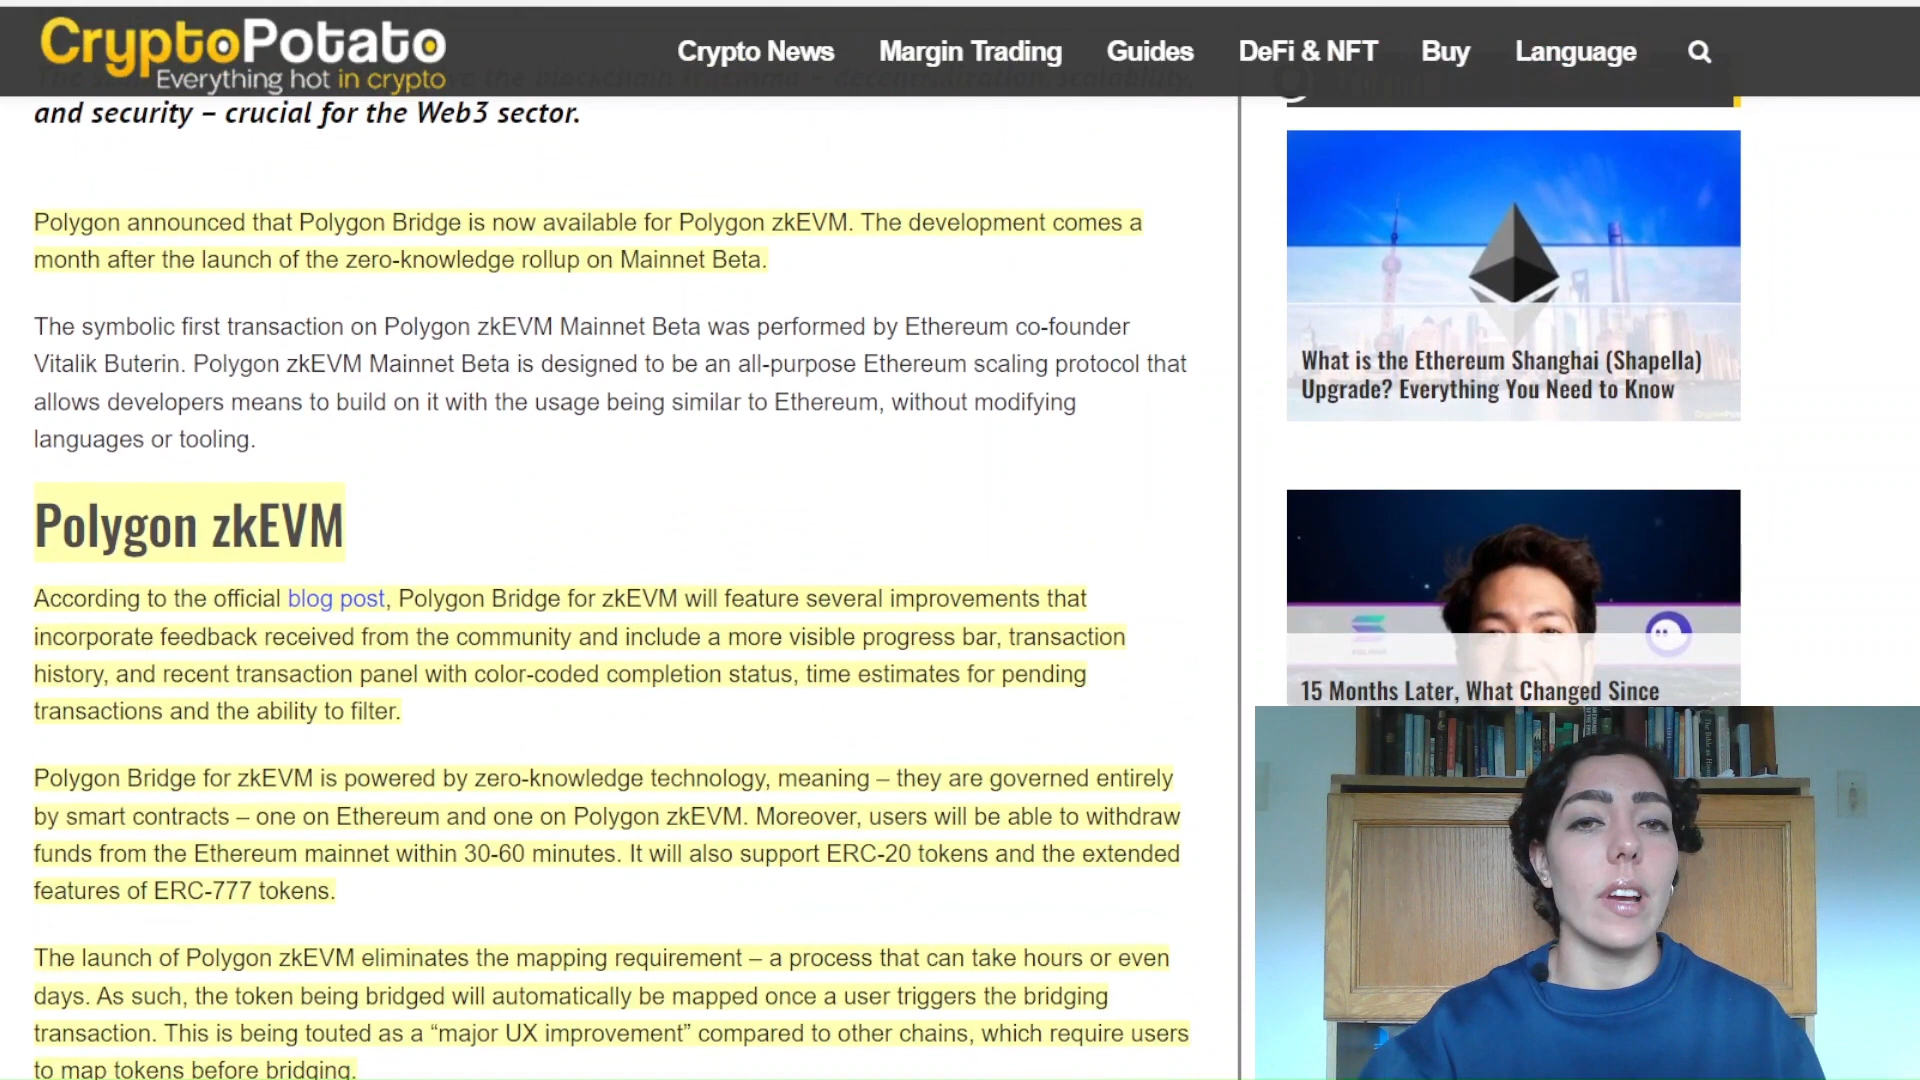 CryptoPotato
Everything hot in crypto
Crypto News
Margin Trading
Guides
DeFi & NFT
Buy
Language
and security – crucial for the Web3 sector.
Polygon announced that Polygon Bridge is now available for Polygon zkEVM. The development comes a
month after the launch of the zero-knowledge rollup on Mainnet Beta.
The symbolic first transaction on Polygon zkEVM Mainnet Beta was performed by Ethereum co-founder
Vitalik Buterin. Polygon zkEVM Mainnet Beta is designed to be an all-purpose Ethereum scaling protocol that
allows developers means to build on it with the usage being similar to Ethereum, without modifying
languages or tooling.
Polygon zkEVM
According to the official blog post, Polygon Bridge for zkEVM will feature several improvements that
incorporate feedback received from the community and include a more visible progress bar, transaction
history, and recent transaction panel with color-coded completion status, time estimates for pending
transactions and the ability to filter.
Polygon Bridge for zkEVM is powered by zero-knowledge technology, meaning – they are governed entirely
by smart contracts – one on Ethereum and one on Polygon zkEVM. Moreover, users will be able to withdraw
funds from the Ethereum mainnet within 30-60 minutes. It will also support ERC-20 tokens and the extended
features of ERC-777 tokens.
The launch of Polygon zkEVM eliminates the mapping requirement – a process that can take hours or even
days. As such, the token being bridged will automatically be mapped once a user triggers the bridging
transaction. This is being touted as a “major UX improvement” compared to other chains, which require users
to map tokens before bridging.
What is the Ethereum Shanghai (Shapella)
Upgrade? Everything You Need to Know
15 Months Later, What Changed Since